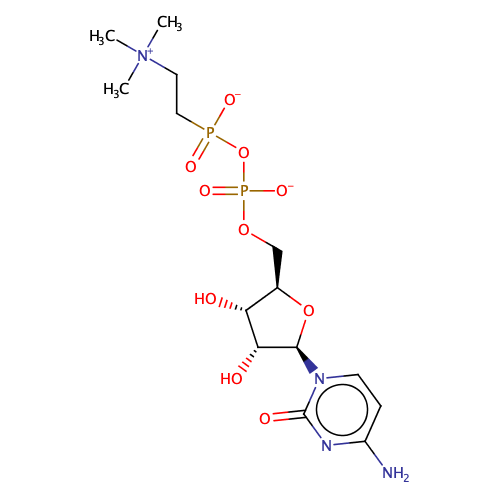 H₃C CH₃
N⁺
H₃C
O⁻
P
O O
O P O⁻
O
HO O
HO N
O N
NH₂